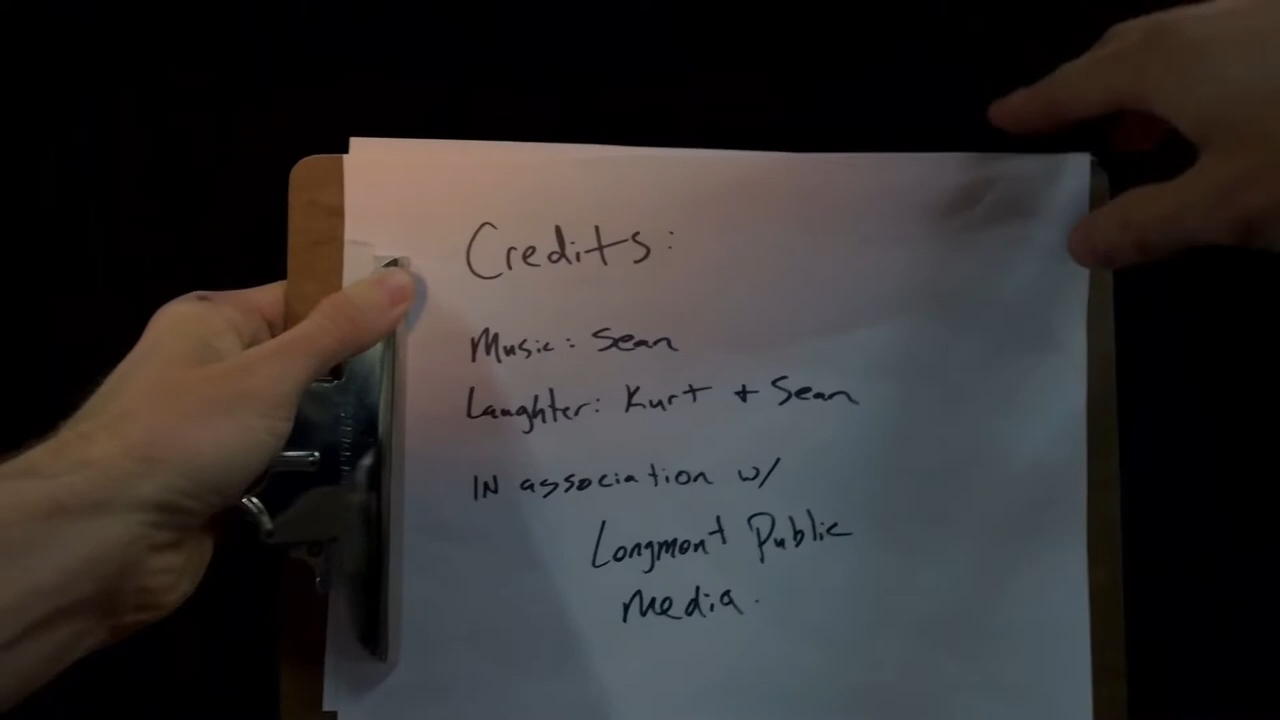 Credits:
Music: Sean
Laughter: Kurt + Sean
IN association w/
Longmont Public
Media.